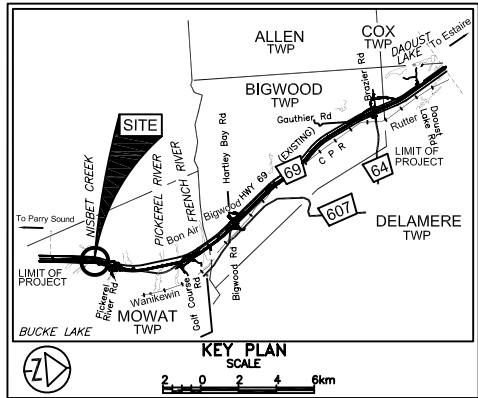 ALLEN
TWP
COX
TWP
DAOUST
LAKE
To Estaire
BIGWOOD
TWP
Brazier Rd
Gauthier Rd
Hartley Bay Rd
SITE
NISBET CREEK
PICKEREL RIVER
FRENCH RIVER
HWY 69 (EXISTING)
69
C P R
Rutter
Daoust
Lake Rd
LIMIT OF
PROJECT
64
607
DELAMERE
TWP
To Parry Sound
Bon Air
Bigwood
LIMIT OF
PROJECT
Pickerel
River Rd
Wanikewin
Golf Course
Rd
Bigwood Rd
MOWAT
TWP
BUCKE LAKE
KEY PLAN
SCALE
Z
2 0 2 4 6km